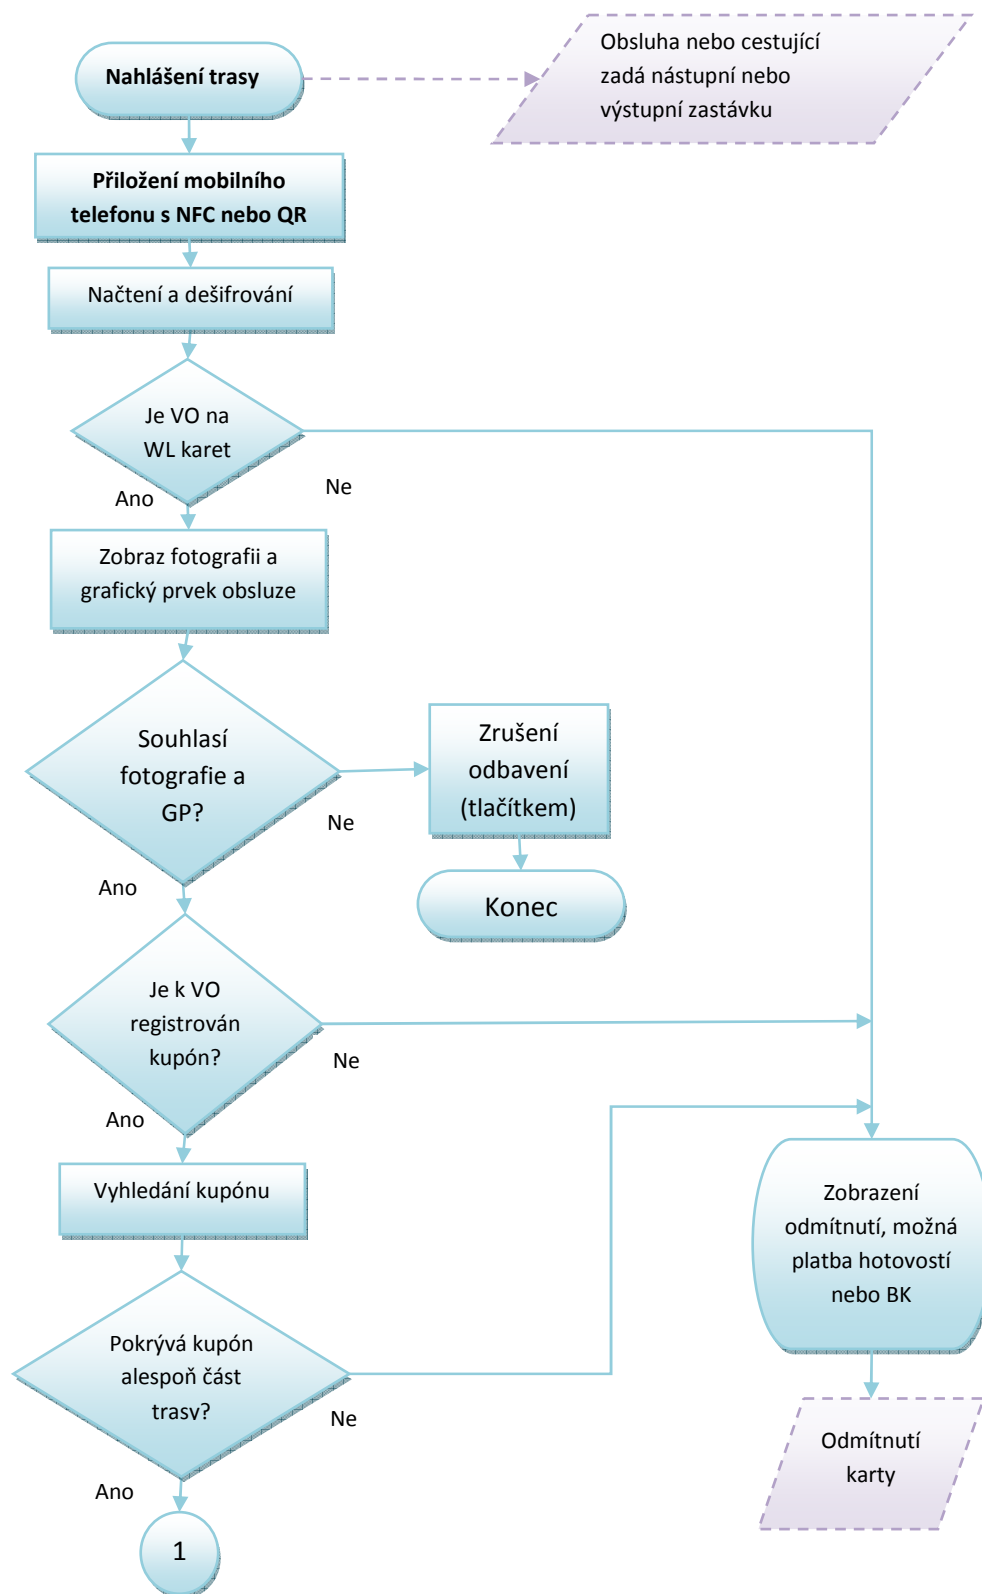 Nahlášení trasy
Obsluha nebo cestující
zadá nástupní nebo
výstupní zastávku
Přiložení mobilního
telefonu s NFC nebo QR
Načtení a dešifrování
Je VO na
WL karet
Ano
Ne
Zobraz fotografii a
grafický prvek obsluze
Souhlasí
fotografie a
GP?
Ne
Ano
Zrušení
odbavení
(tlačítkem)
Konec
Je k VO
registrován
kupón?
Ne
Ano
Vyhledání kupónu
Zobrazení
odmítnutí, možná
platba hotovostí
nebo BK
Pokrývá kupón
alespoň část
trasy?
Ne
Ano
Odmítnutí
karty
1